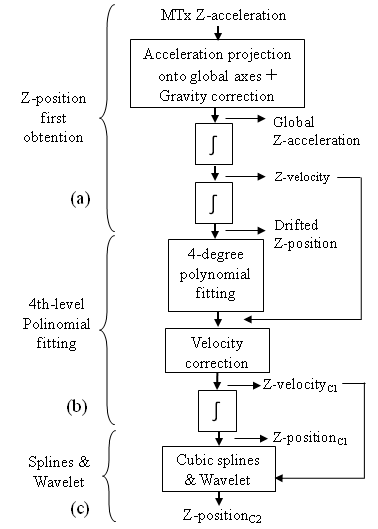 MTx Z-acceleration
Acceleration projection
onto global axes +
Gravity correction
Z-position
first
obtention
Global
Z-acceleration
∫
Z-velocity
∫
(a)
Drifted
Z-position
4-degree
polynomial
fitting
4th-level
Polinomial
fitting
Velocity
correction
Z-velocityC1
(b)
∫
Z-positionC1
Splines &
Wavelet
Cubic splines
& Wavelet
(c)
Z-positionC2